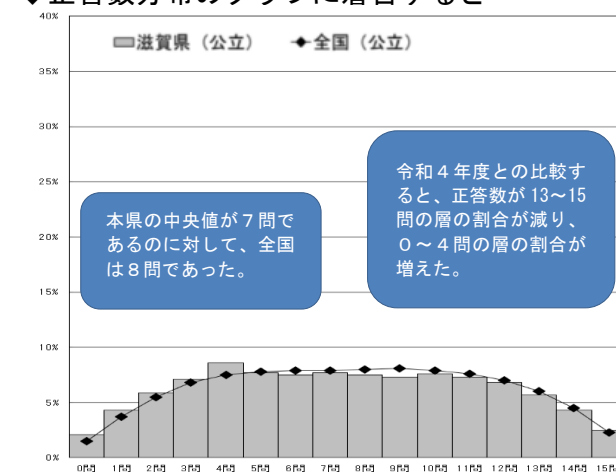 ◆正答数分布のグラフに着目すると
滋賀県（公立） 全国（公立）
40%
35%
30%
25%
20%
15%
10%
5%
0%
本県の中央値が７問で
あるのに対して、全国
は８問であった。
令和４年度との比較す
ると、正答数が 13～15
問の層の割合が減り、
０～４問の層の割合が
増えた。
0問 1問 2問 3問 4問 5問 6問 7問 8問 9問 10問 11問 12問 13問 14問 15問